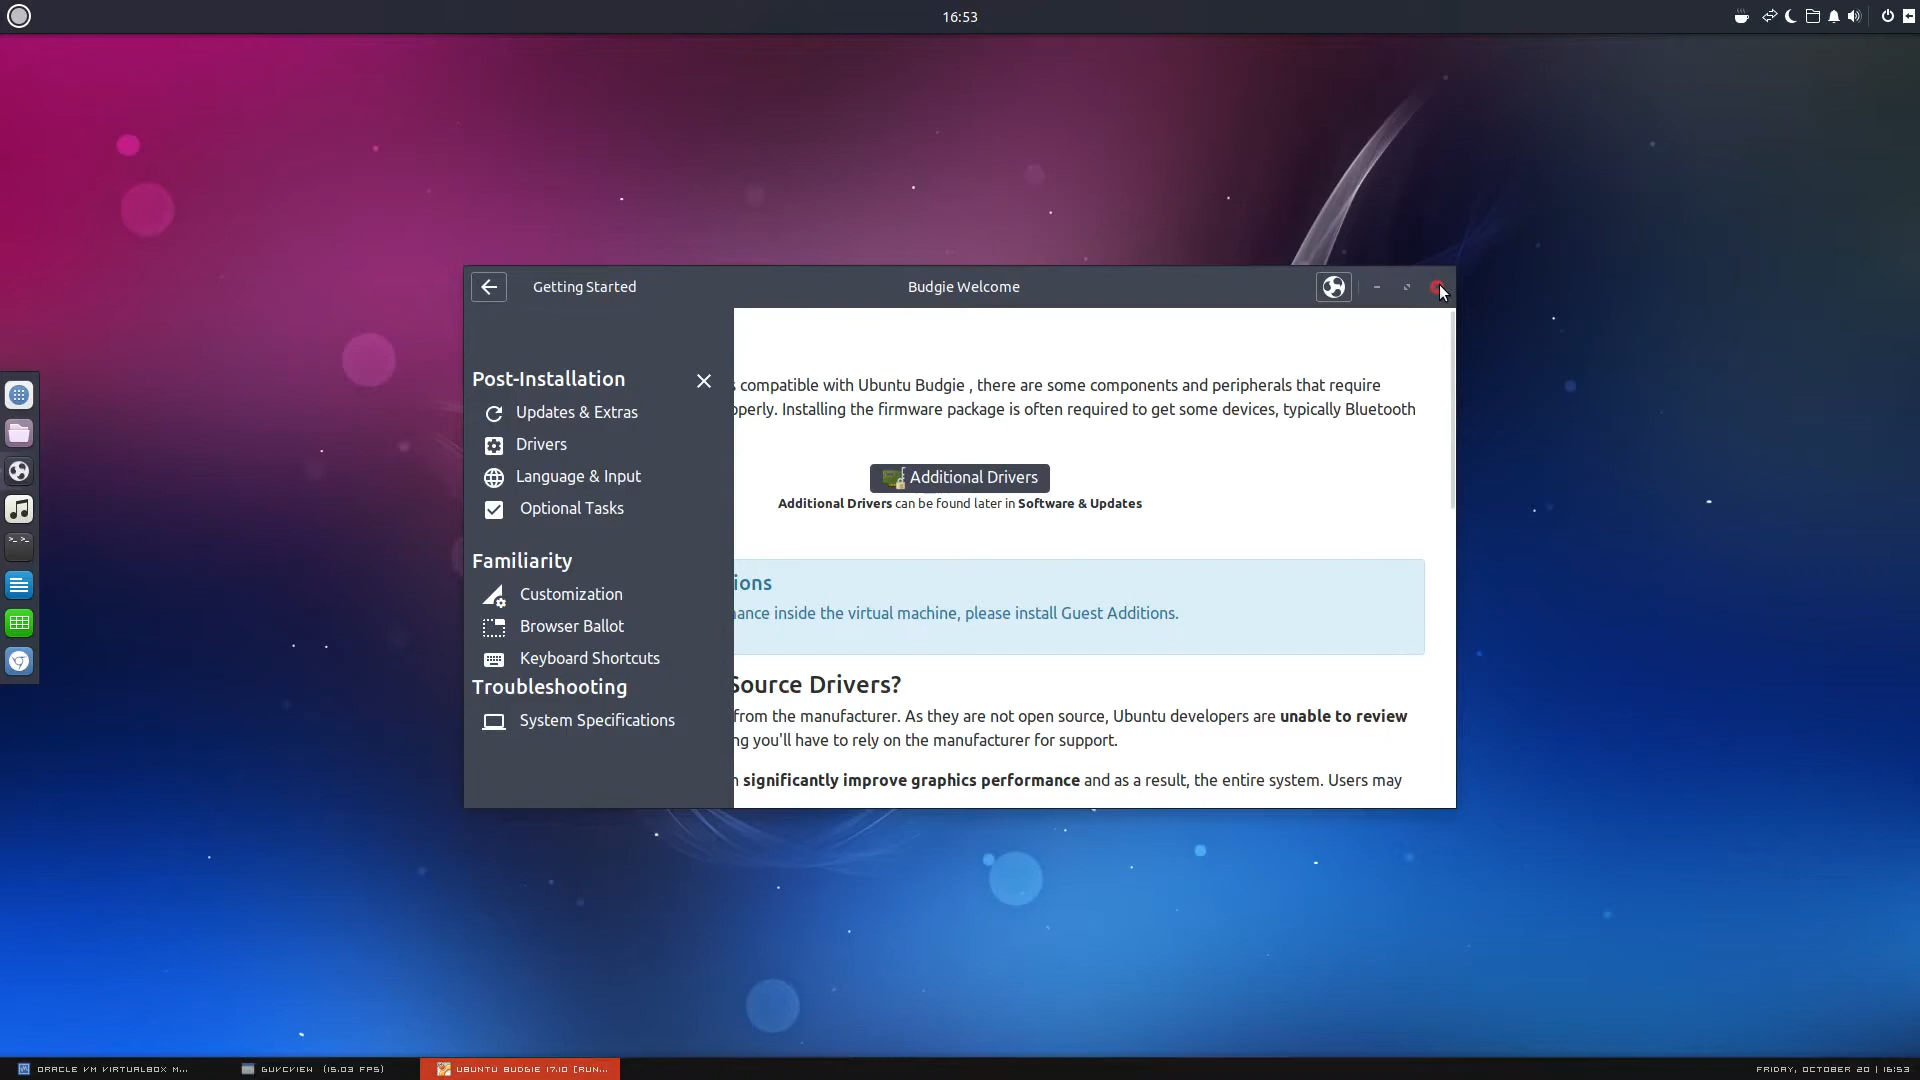 16:53
Getting Started
Budgie Welcome
Post-Installation
Updates & Extras
Drivers
Language & Input
Optional Tasks
Familiarity
Customization
Browser Ballot
Keyboard Shortcuts
Troubleshooting
System Specifications
compatible with Ubuntu Budgie , there are some components and peripherals that require
operly. Installing the firmware package is often required to get some devices, typically Bluetooth
Additional Drivers
Additional Drivers can be found later in Software & Updates
ions
ance inside the virtual machine, please install Guest Additions.
Source Drivers?
from the manufacturer. As they are not open source, Ubuntu developers are unable to review
ng you'll have to rely on the manufacturer for support.
significantly improve graphics performance and as a result, the entire system. Users may
ORACLE VM VIRTUALBOX M...
GUVCVIEW (15.03 FPS)
UBUNTU BUDGIE 17.10 [RUN...
FRIDAY, OCTOBER 20 | 16:53